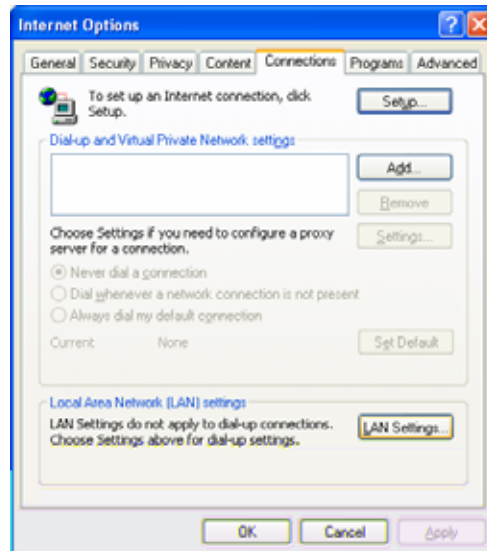 Internet Options
General Security Privacy Content Connections Programs Advanced
To set up an Internet connection, click
Setup.
Setup...
Dial-up and Virtual Private Network settings
Add...
Remove
Choose Settings if you need to configure a proxy
server for a connection.
Settings...
Never dial a connection
Dial whenever a network connection is not present
Always dial my default connection
Current None
Set Default
Local Area Network (LAN) settings
LAN Settings do not apply to dial-up connections.
Choose Settings above for dial-up settings.
LAN Settings...
OK Cancel Apply